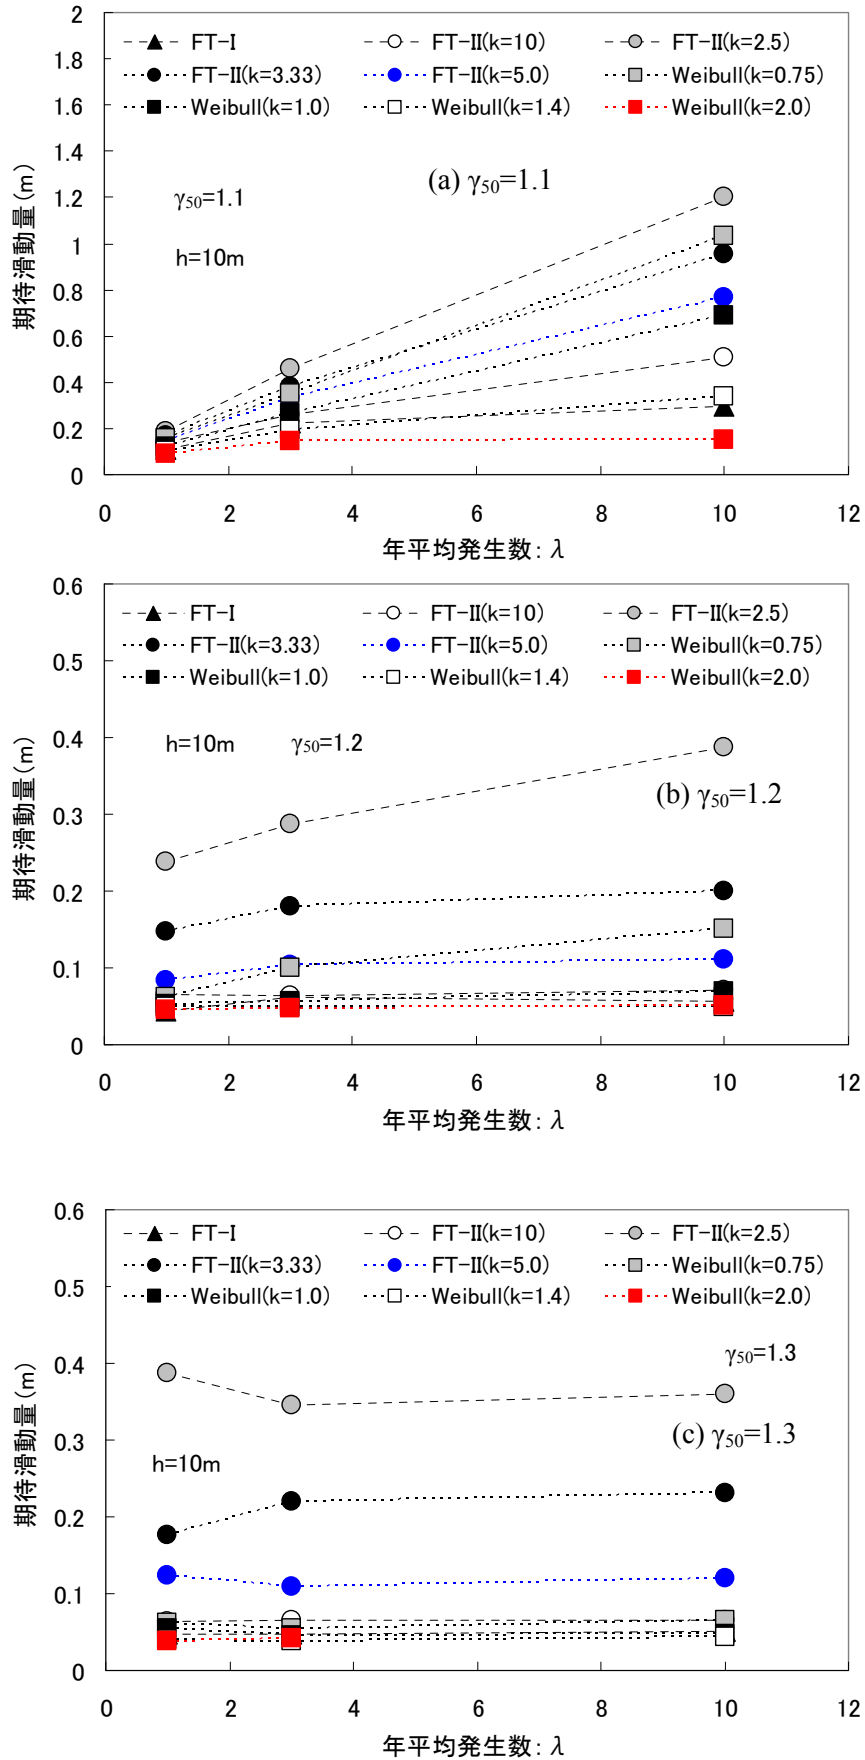 2
1.8
1.6
1.4
1.2
1
0.8
0.6
0.4
0.2
0
期待滑動量(m)
FT-I FT-II(k=10) FT-II(k=2.5)
FT-II(k=3.33) FT-II(k=5.0) Weibull(k=0.75)
Weibull(k=1.0) Weibull(k=1.4) Weibull(k=2.0)
(a) γ50=1.1
γ50=1.1
h=10m
0 2 4 6 8 10 12
年平均発生数: λ
0.6
0.5
0.4
0.3
0.2
0.1
0
期待滑動量(m)
FT-I FT-II(k=10) FT-II(k=2.5)
FT-II(k=3.33) FT-II(k=5.0) Weibull(k=0.75)
Weibull(k=1.0) Weibull(k=1.4) Weibull(k=2.0)
h=10m γ50=1.2
(b) γ50=1.2
0 2 4 6 8 10 12
年平均発生数: λ
0.6
0.5
0.4
0.3
0.2
0.1
0
期待滑動量(m)
FT-I FT-II(k=10) FT-II(k=2.5)
FT-II(k=3.33) FT-II(k=5.0) Weibull(k=0.75)
Weibull(k=1.0) Weibull(k=1.4) Weibull(k=2.0)
γ50=1.3
(c) γ50=1.3
h=10m
0 2 4 6 8 10 12
年平均発生数: λ